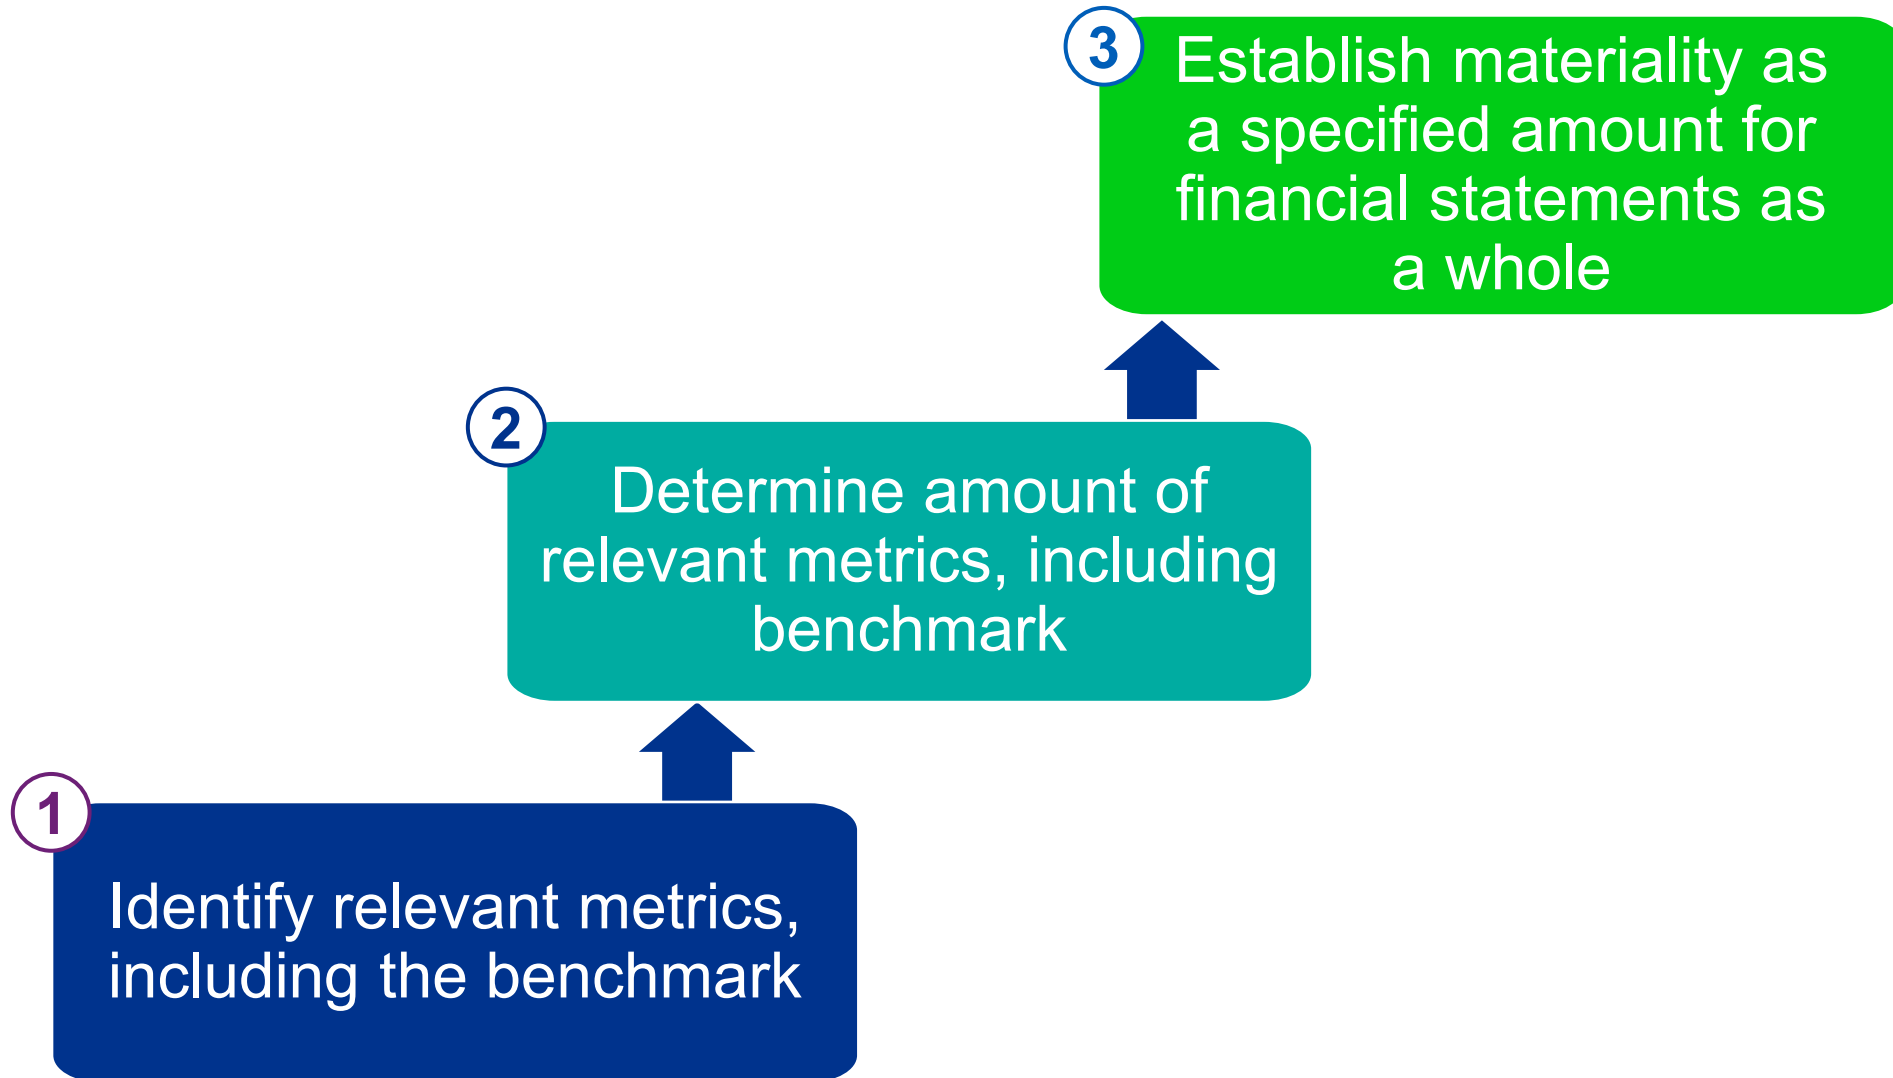 3
Establish materiality as
a specified amount for
financial statements as
a whole
2
Determine amount of
relevant metrics, including
benchmark
1
Identify relevant metrics,
including the benchmark